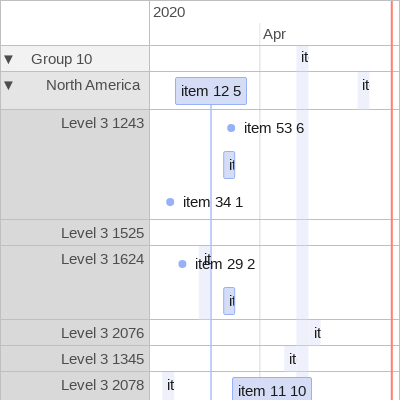 2020
Apr
▼ Group 10 it
▼ North America item 12 5 it
Level 3 1243 item 53 6
it
item 34 1
Level 3 1525
Level 3 1624 it item 29 2
it
Level 3 2076 it
Level 3 1345 it
Level 3 2078 it item 11 10